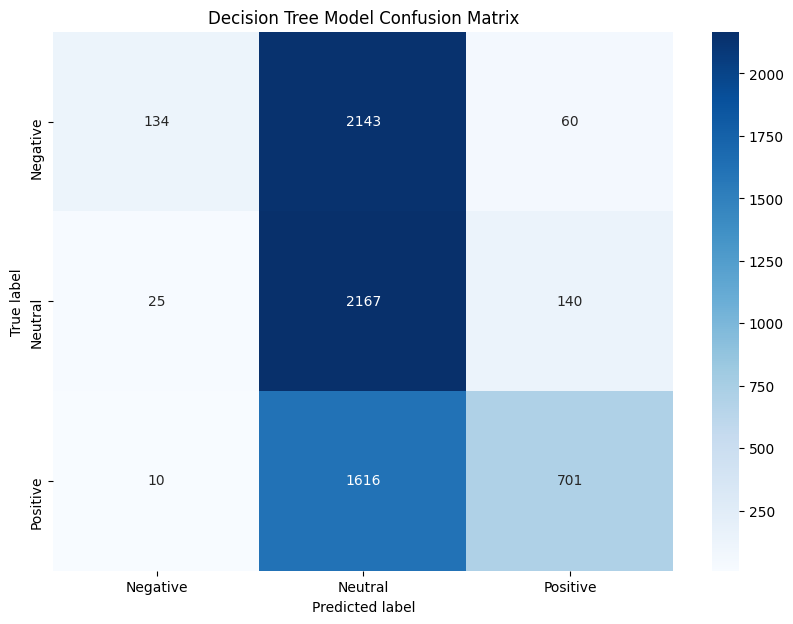 Decision Tree Model Confusion Matrix
True label
Negative
Neutral
Positive
134 2143 60
25 2167 140
10 1616 701
Negative Neutral Positive
Predicted label
2000
1750
1500
1250
1000
750
500
250